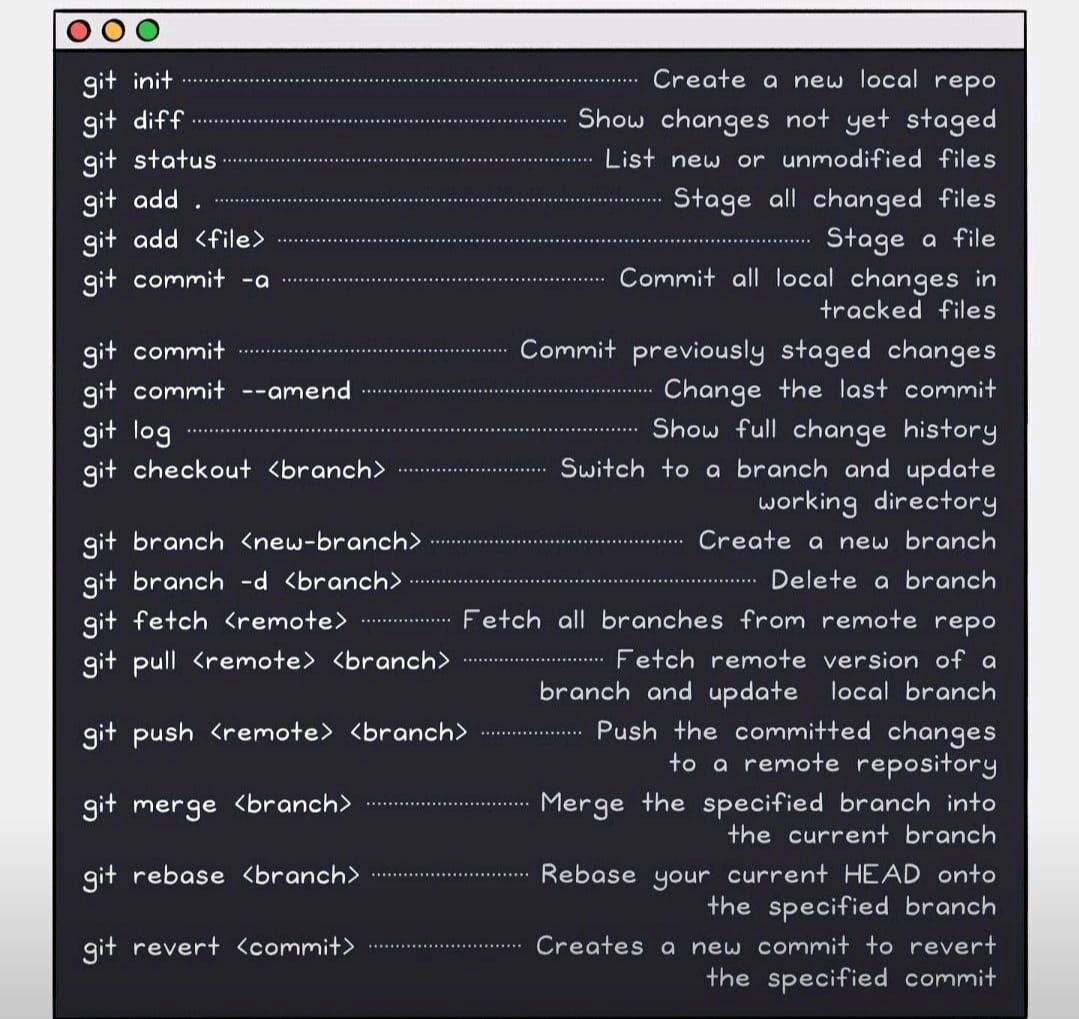 git init Create a new local repo
git diff Show changes not yet staged
git status List new or unmodified files
git add . Stage all changed files
git add <file> Stage a file
git commit -a Commit all local changes in
tracked files
git commit Commit previously staged changes
git commit --amend Change the last commit
git log Show full change history
git checkout <branch> Switch to a branch and update
working directory
git branch <new-branch> Create a new branch
git branch -d <branch> Delete a branch
git fetch <remote> Fetch all branches from remote repo
git pull <remote> <branch> Fetch remote version of a
branch and update local branch
git push <remote> <branch> Push the committed changes
to a remote repository
git merge <branch> Merge the specified branch into
the current branch
git rebase <branch> Rebase your current HEAD onto
the specified branch
git revert <commit> Creates a new commit to revert
the specified commit